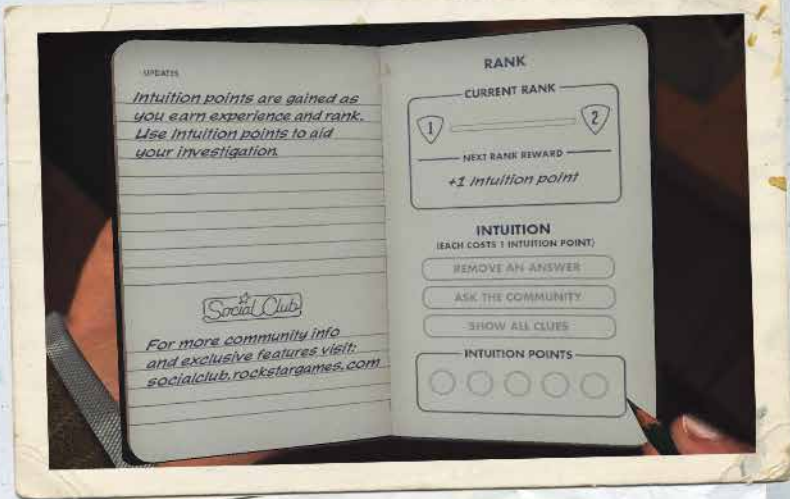 UPDATES
Intuition points are gained as
you earn experience and rank.
Use Intuition points to aid
your investigation.
Social Club
For more community info
and exclusive features visit:
socialclub.rockstargames.com
RANK
CURRENT RANK
1
2
NEXT RANK REWARD
+1 Intuition point
INTUITION
(EACH COSTS 1 INTUITION POINT)
REMOVE AN ANSWER
ASK THE COMMUNITY
SHOW ALL CLUES
INTUITION POINTS